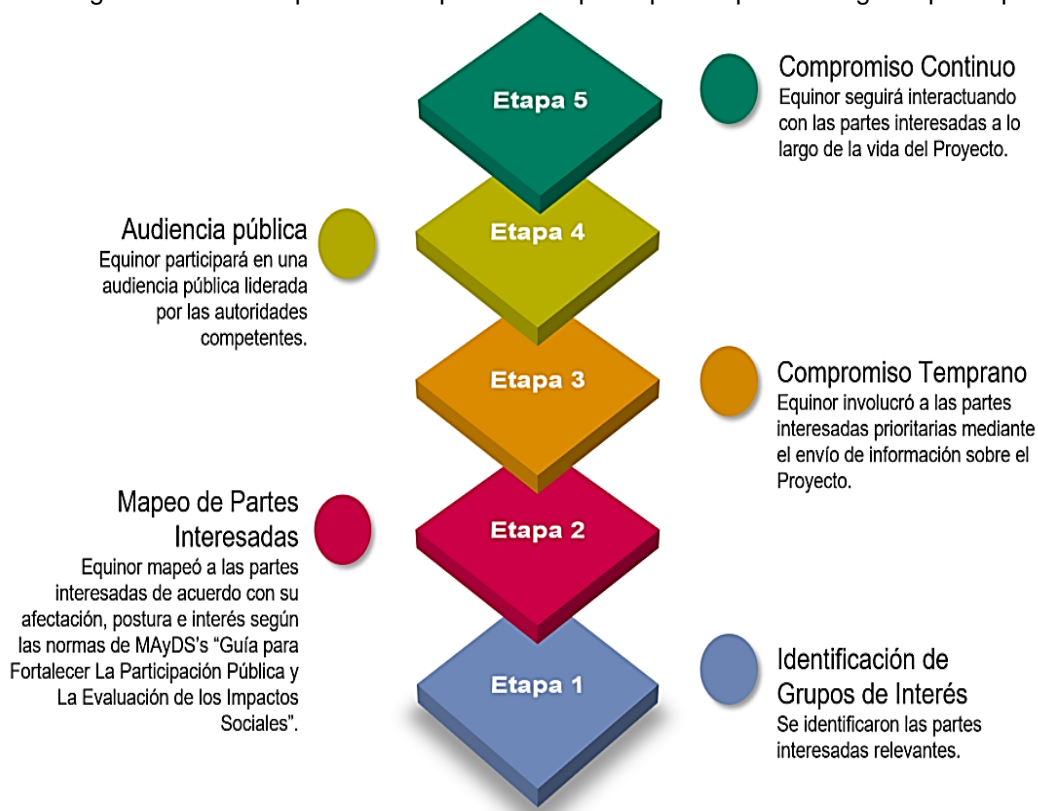 Etapa 5
Compromiso Continuo
Equinor seguirá interactuando
con las partes interesadas a lo
largo de la vida del Proyecto.
Audiencia pública
Equinor participará en una
audiencia pública liderada
por las autoridades
competentes.
Etapa 4
Etapa 3
Compromiso Temprano
Equinor involucró a las partes
interesadas prioritarias mediante
el envío de información sobre el
Proyecto.
Mapeo de Partes
Interesadas
Equinor mapeó a las partes
interesadas de acuerdo con su
afectación, postura e interés según
las normas de MAyDS's “Guía para
Fortalecer La Participación Pública y
La Evaluación de los Impactos
Sociales”.
Etapa 2
Etapa 1
Identificación de
Grupos de Interés
Se identificaron las partes
interesadas relevantes.